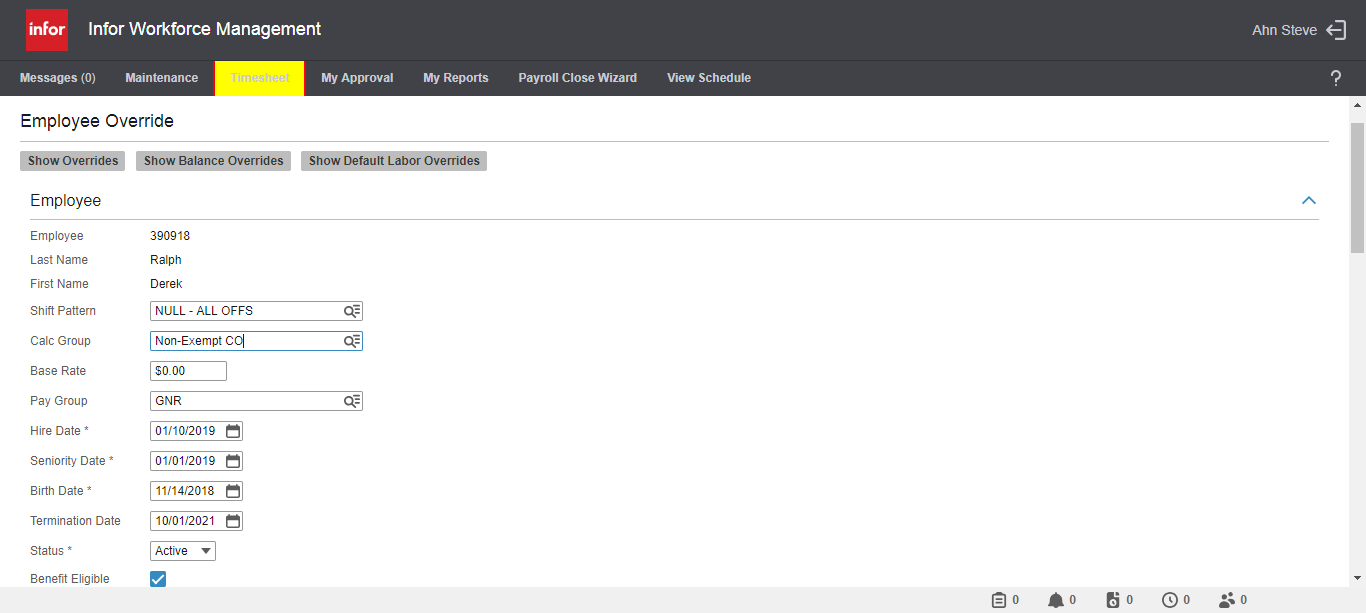 infor Infor Workforce Management Ahn Steve
Messages (0) Maintenance Timesheet My Approval My Reports Payroll Close Wizard View Schedule ?
Employee Override
Show Overrides Show Balance Overrides Show Default Labor Overrides
Employee
Employee 390918
Last Name Ralph
First Name Derek
Shift Pattern NULL - ALL OFFS
Calc Group Non-Exempt CO
Base Rate $0.00
Pay Group GNR
Hire Date * 01/10/2019
Seniority Date * 01/01/2019
Birth Date * 11/14/2018
Termination Date 10/01/2021
Status * Active
Benefit Eligible
0 0 0 0 0